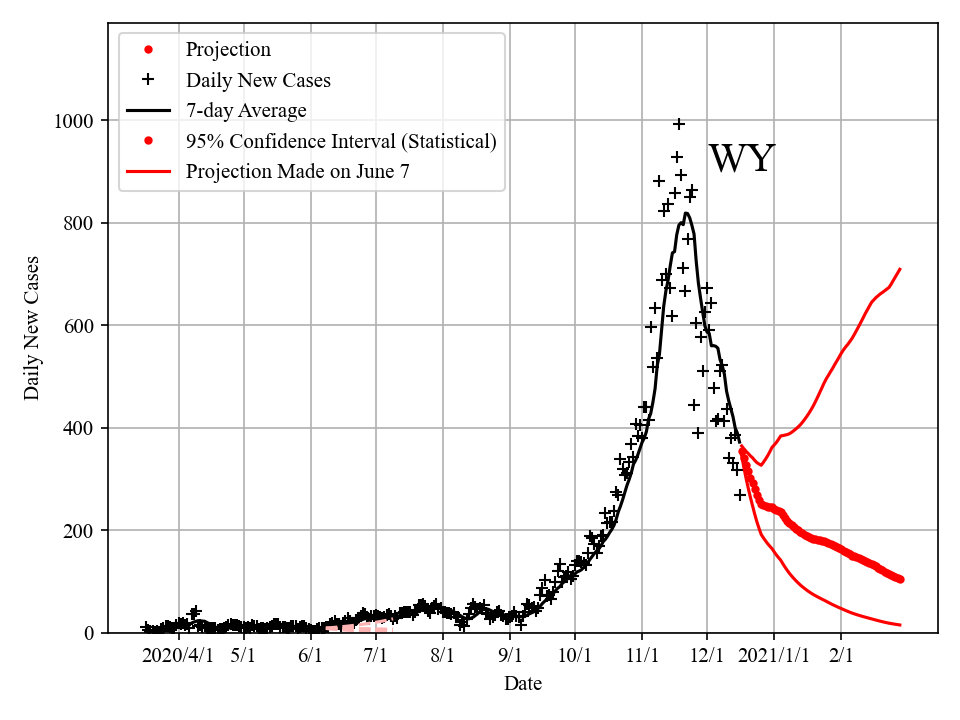 Projection
Daily New Cases
7-day Average
95% Confidence Interval (Statistical)
Projection Made on June 7
WY
1000
800
600
400
200
0
Daily New Cases
2020/4/1 5/1 6/1 7/1 8/1 9/1 10/1 11/1 12/1 2021/1/1 2/1
Date